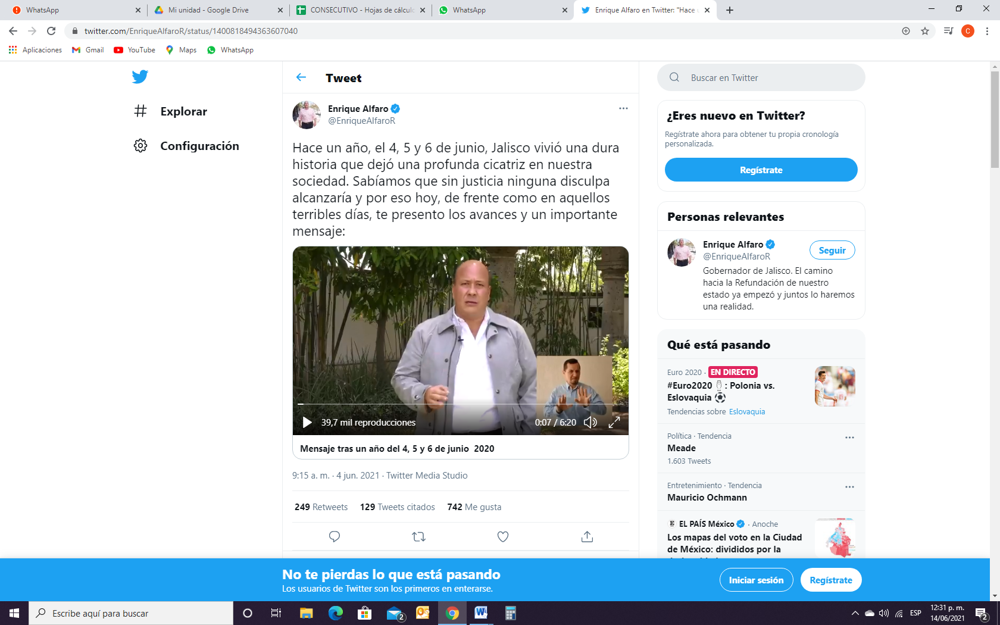 WhatsApp
Mi unidad - Google Drive
CONSECUTIVO - Hojas de cálcu
WhatsApp
Enrique Alfaro en Twitter: "Hace
twitter.com/EnriqueAlfaroR/status/1400818494363607040
C
Aplicaciones
Gmail
YouTube
Maps
WhatsApp
Explorar
Configuración
Tweet
Enrique Alfaro
@EnriqueAlfaroR
Hace un año, el 4, 5 y 6 de junio, Jalisco vivió una dura
historia que dejó una profunda cicatriz en nuestra
sociedad. Sabíamos que sin justicia ninguna disculpa
alcanzaría y por eso hoy, de frente como en aquellos
terribles días, te presento los avances y un importante
mensaje:
39,7 mil reproducciones
0:07 / 6:20
Mensaje tras un año del 4, 5 y 6 de junio 2020
9:15 a. m. · 4 jun. 2021 · Twitter Media Studio
249 Retweets 129 Tweets citados 742 Me gusta
Buscar en Twitter
¿Eres nuevo en Twitter?
Regístrate ahora para obtener tu propia cronología
personalizada.
Regístrate
Personas relevantes
Enrique Alfaro
@EnriqueAlfaroR
Seguir
Gobernador de Jalisco. El camino
hacia la Refundación de nuestro
estado ya empezó y juntos lo haremos
una realidad.
Qué está pasando
Euro 2020 · EN DIRECTO
#Euro2020 : Polonia vs.
Eslovaquia
Tendencias sobre Eslovaquia
Política · Tendencia
Meade
1.603 Tweets
Entretenimiento · Tendencia
Mauricio Ochmann
EL PAÍS México · Anoche
Los mapas del voto en la Ciudad
de México: divididos por la
No te pierdas lo que está pasando
Los usuarios de Twitter son los primeros en enterarse.
Iniciar sesión
Regístrate
Escribe aquí para buscar
2
ESP
12:31 p. m.
14/06/2021
2